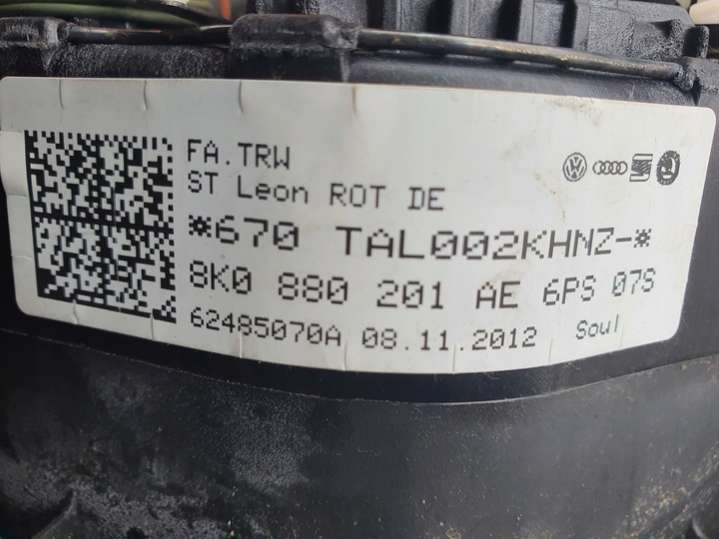 FA.TRW
ST Leon ROT DE
*670 TAL002KHNZ-*
8K0 880 201 AE 6PS 07S
62485070A 08.11.2012 Soul